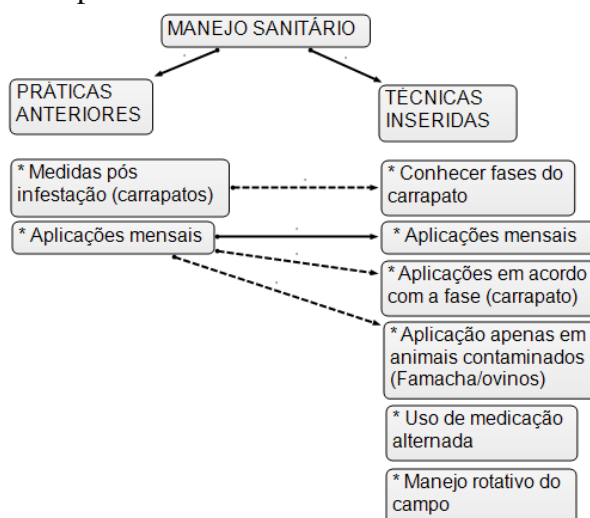 MANEJO SANITÁRIO
PRÁTICAS
ANTERIORES
TÉCNICAS
INSERIDAS
* Medidas pós
infestação (carrapatos)
* Conhecer fases do
carrapato
* Aplicações mensais
* Aplicações mensais
* Aplicações em acordo
com a fase (carrapato)
* Aplicação apenas em
animais contaminados
(Famacha/ovinos)
* Uso de medicação
alternada
* Manejo rotativo do
campo